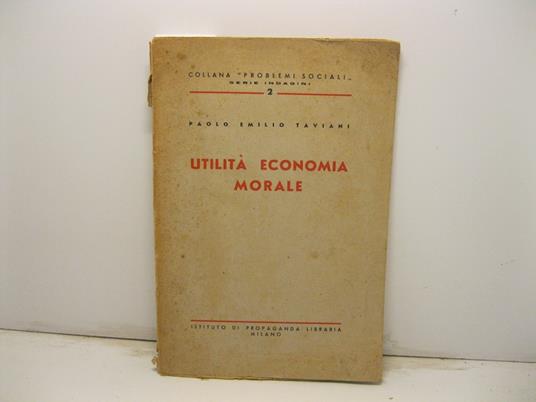 COLLANA "PROBLEMI SOCIALI„
SERIE INDAGINI
2
PAOLO EMILIO TAVIANI
UTILITÀ ECONOMIA
MORALE
ISTITUTO DI PROPAGANDA LIBRARIA
MILANO